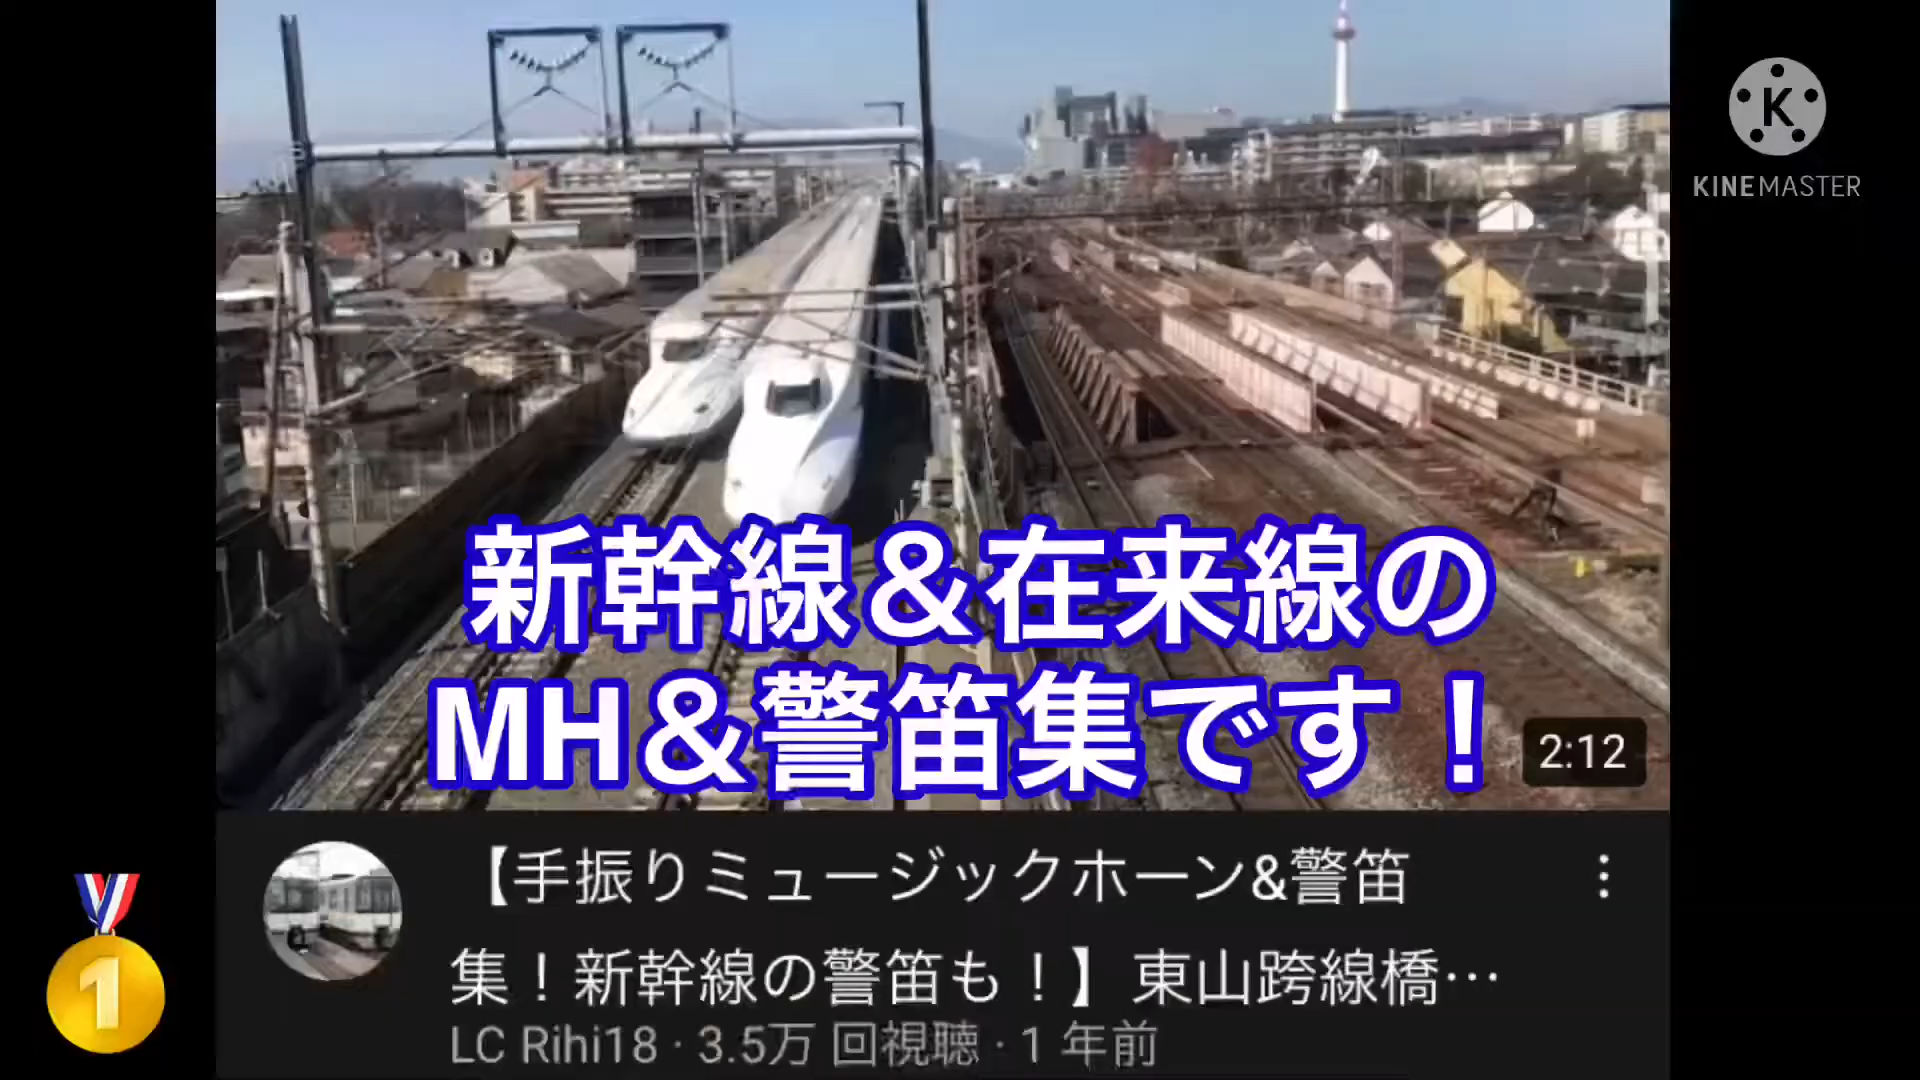 K
KINEMASTER
新幹線&在来線の
MH&警笛集です！
2:12
【手振りミュージックホーン&警笛
集！新幹線の警笛も！】東山跨線橋…
LC Rihi18・3.5万 回視聴・1 年前
1